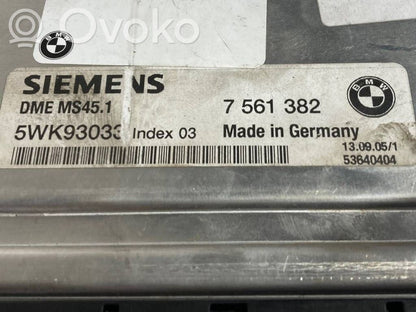 Ovoko
SIEMENS
DME MS45.1 7 561 382
BMW
5WK93033 Index 03 Made in Germany
13.09.05/1
53640404